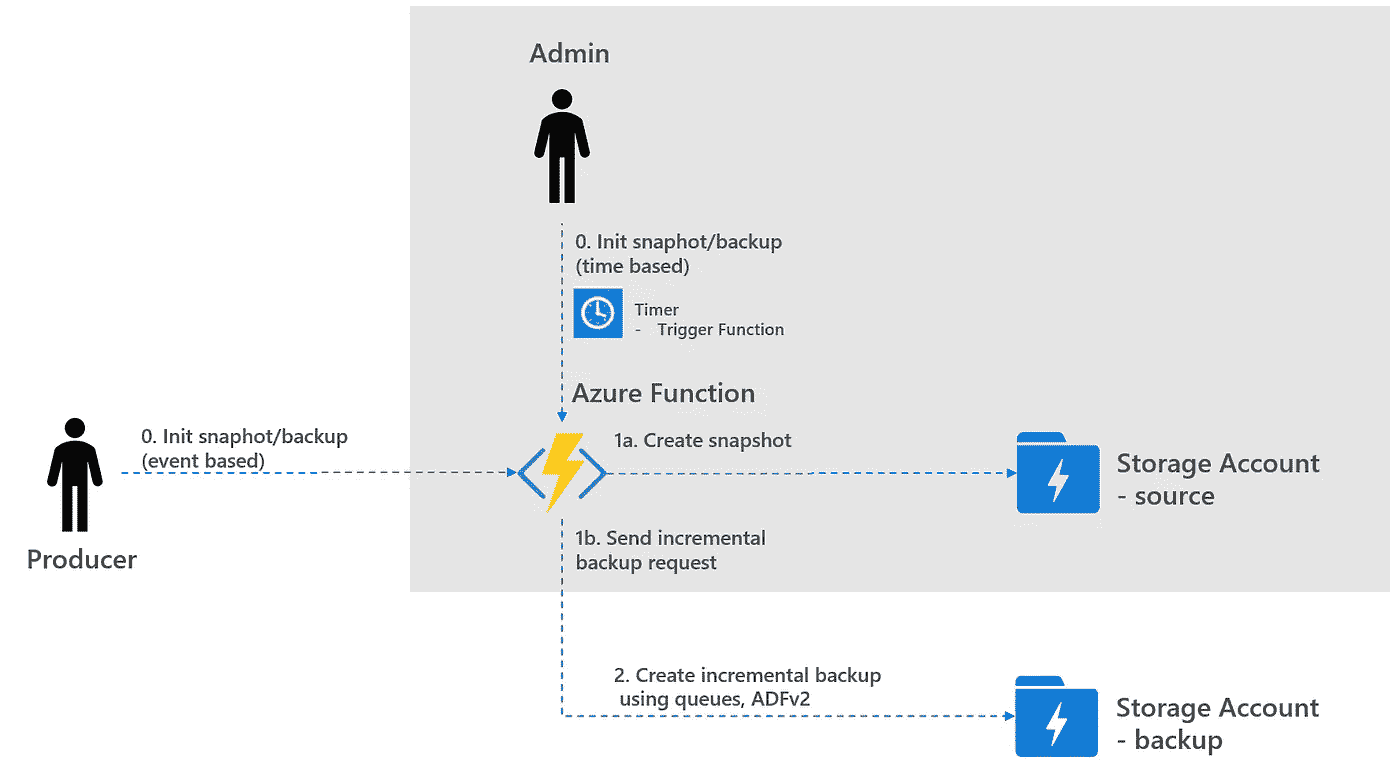 Admin
0. Init snaphot/backup
(time based)
Timer
- Trigger Function
Azure Function
0. Init snaphot/backup
(event based)
1a. Create snapshot
Storage Account
- source
Producer
1b. Send incremental
backup request
2. Create incremental backup
using queues, ADFv2
Storage Account
- backup